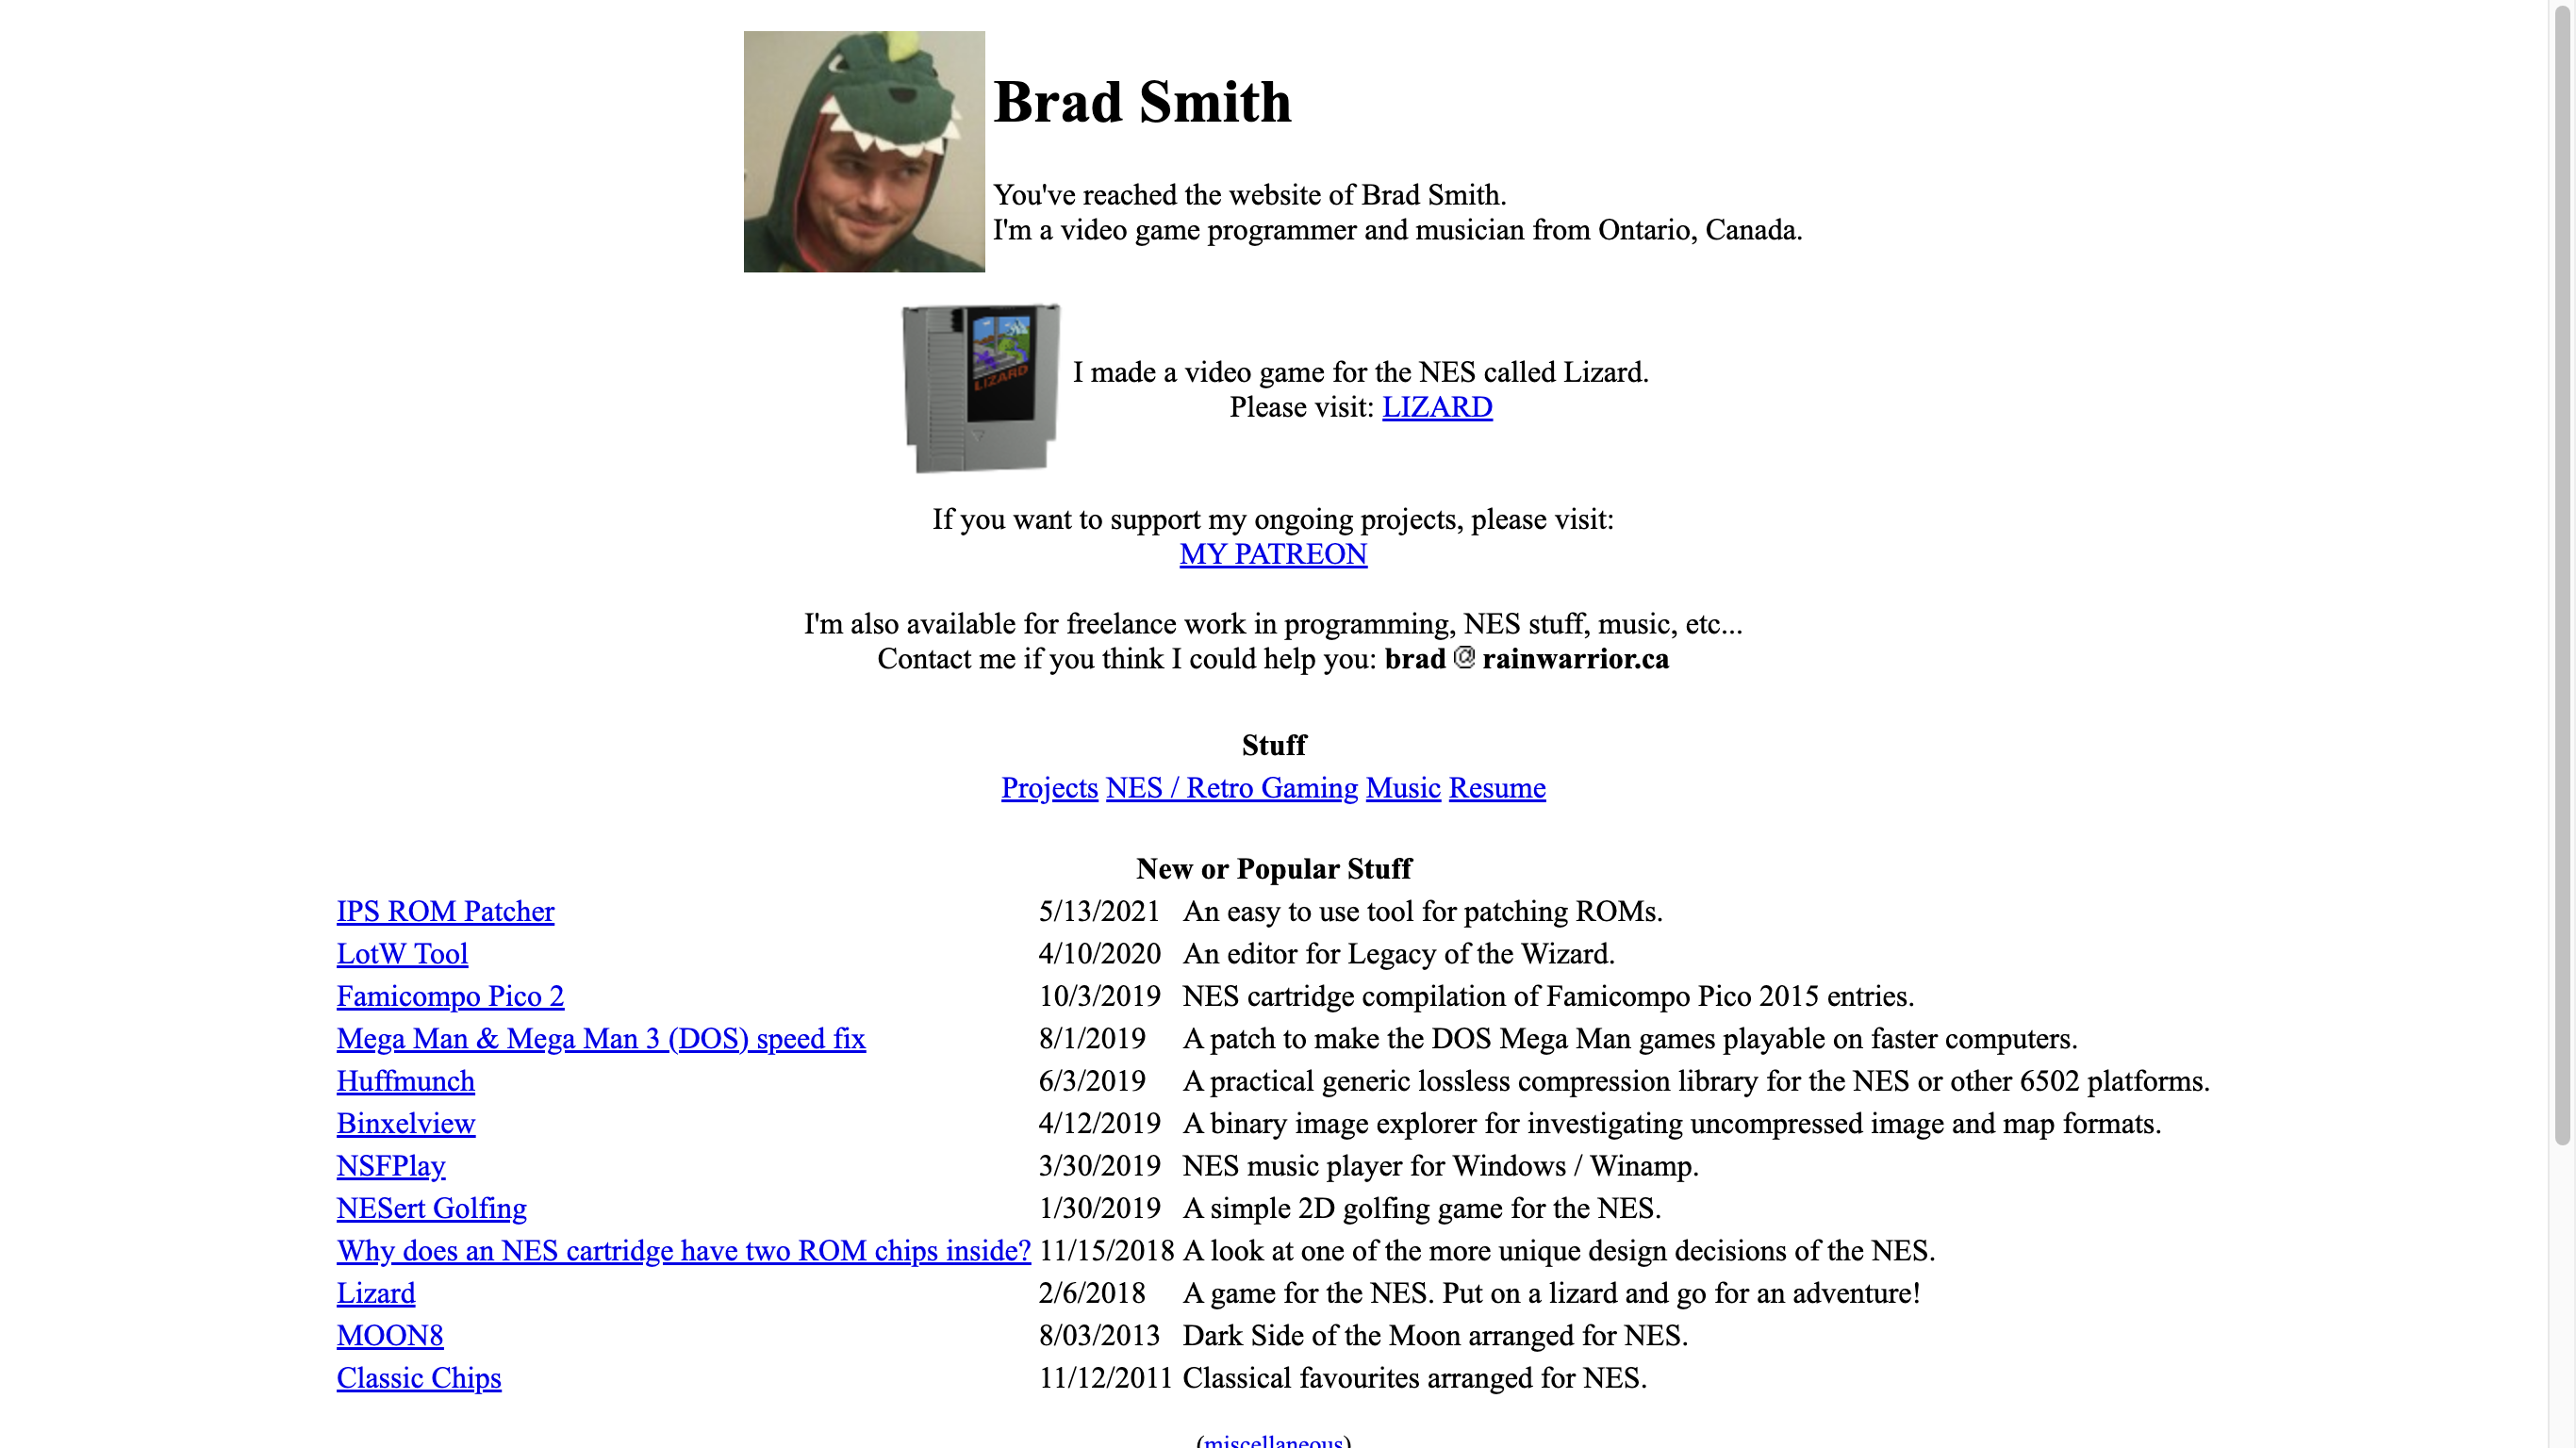 Brad Smith
You've reached the website of Brad Smith.
I'm a video game programmer and musician from Ontario, Canada.
LIZARD
I made a video game for the NES called Lizard.
Please visit: LIZARD
If you want to support my ongoing projects, please visit:
MY PATREON
I'm also available for freelance work in programming, NES stuff, music, etc...
Contact me if you think I could help you: brad @ rainwarrior.ca
Stuff
Projects NES / Retro Gaming Music Resume
New or Popular Stuff
IPS ROM Patcher 5/13/2021 An easy to use tool for patching ROMs.
LotW Tool 4/10/2020 An editor for Legacy of the Wizard.
Famicompo Pico 2 10/3/2019 NES cartridge compilation of Famicompo Pico 2015 entries.
Mega Man & Mega Man 3 (DOS) speed fix 8/1/2019 A patch to make the DOS Mega Man games playable on faster computers.
Huffmunch 6/3/2019 A practical generic lossless compression library for the NES or other 6502 platforms.
Binxelview 4/12/2019 A binary image explorer for investigating uncompressed image and map formats.
NSFPlay 3/30/2019 NES music player for Windows / Winamp.
NESert Golfing 1/30/2019 A simple 2D golfing game for the NES.
Why does an NES cartridge have two ROM chips inside? 11/15/2018 A look at one of the more unique design decisions of the NES.
Lizard 2/6/2018 A game for the NES. Put on a lizard and go for an adventure!
MOON8 8/03/2013 Dark Side of the Moon arranged for NES.
Classic Chips 11/12/2011 Classical favourites arranged for NES.
(miscellaneous)